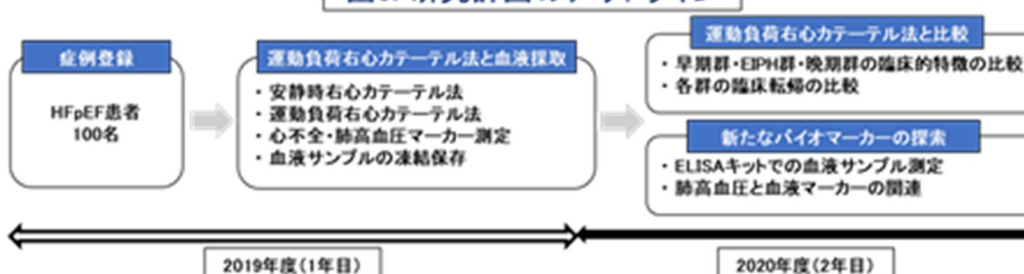 症例登録
HFpEF患者
100名
運動負荷右心カテーテル法と血液採取
・安静時右心カテーテル法
・運動負荷右心カテーテル法
・心不全・肺高血圧マーカー測定
・血液サンプルの凍結保存
運動負荷右心カテーテル法と比較
・早期群・EIPH群・晩期群の臨床的特徴の比較
・各群の臨床転帰の比較
新たなバイオマーカーの探索
・ELISAキットでの血液サンプル測定
・肺高血圧と血液マーカーの関連
2019年度(1年目)
2020年度(2年目)